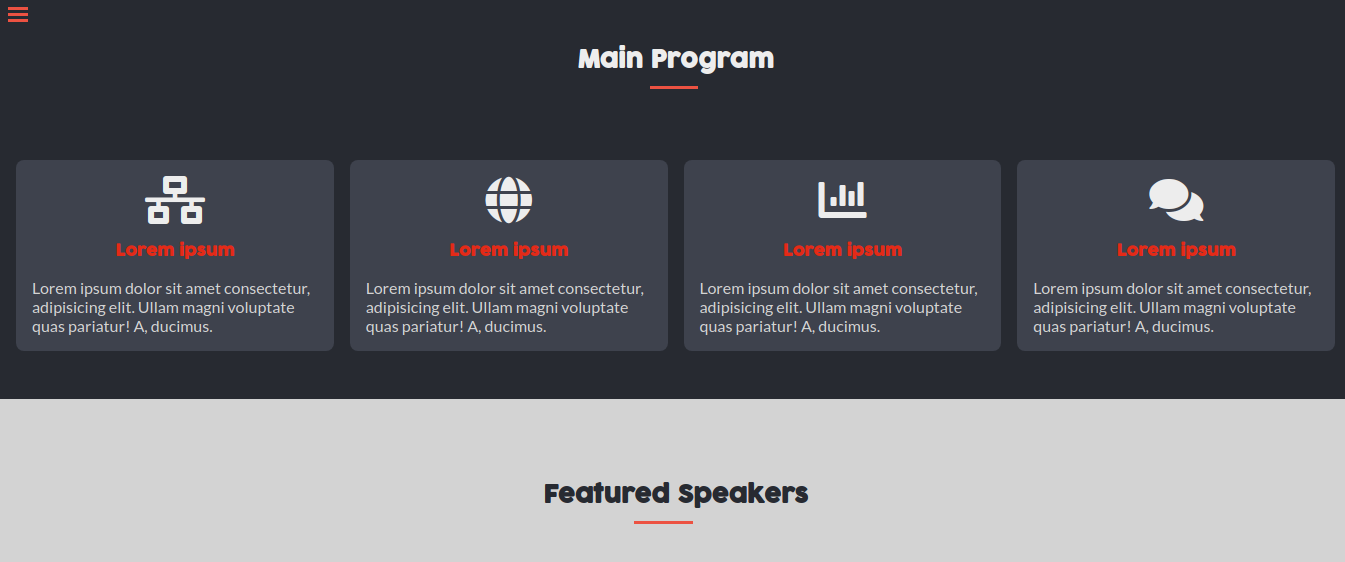 Main Program
Lorem ipsum
Lorem ipsum dolor sit amet consectetur,
adipisicing elit. Ullam magni voluptate
quas pariatur! A, ducimus.
Lorem ipsum
Lorem ipsum dolor sit amet consectetur,
adipisicing elit. Ullam magni voluptate
quas pariatur! A, ducimus.
Lorem ipsum
Lorem ipsum dolor sit amet consectetur,
adipisicing elit. Ullam magni voluptate
quas pariatur! A, ducimus.
Lorem ipsum
Lorem ipsum dolor sit amet consectetur,
adipisicing elit. Ullam magni voluptate
quas pariatur! A, ducimus.
Featured Speakers